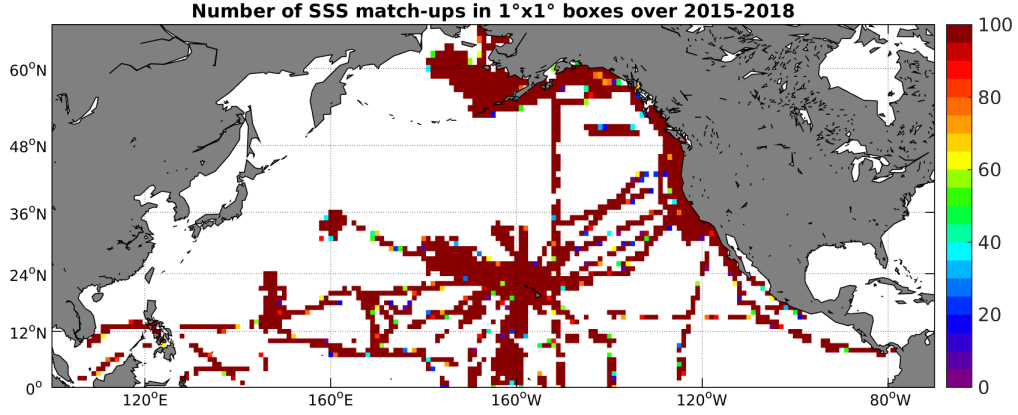 Number of SSS match-ups in 1°x1° boxes over 2015-2018
60°N
48°N
36°N
24°N
12°N
0°
120°E
160°E
160°W
120°W
80°W
100
80
60
40
20
0